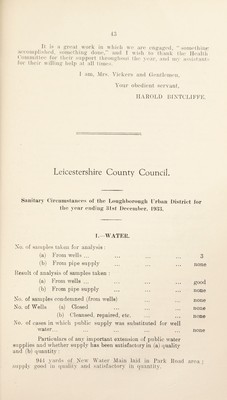 43
It is a great work in which we are engaged, "something
accomplished, something done," and I wish to thank the Health
Committee for their support throughout the year, and my assistants
for their willing help at all times.
I am, Mrs. Vickers and Gentlemen,
Your obedient servant,
HAROLD BINTCLIFFE.
Leicestershire County Council.
Sanitary Circumstances of the Loughborough Urban District for
the year ending 31st December, 1933.
1.—WATER.
No. of samples taken for analysis:
(a) From wells ... ... ... ... 3
(b) From pipe supply ... ... ... none
Result of analysis of samples taken:
(a) From wells ... ... ... ... good
(b) From pipe supply ... ... ... none
No. of samples condemned (from wells) ... ... none
No. of Wells (a) Closed ... ... ... none
(b) Cleansed, repaired, etc. ... ... none
No. of cases in which public supply was substituted for well
water... ... ... ... ... none
Particulars of any important extension of public water
supplies and whether supply has been satisfactory in (a) quality
and (b) quantity:
944 yards of New Water Main laid in Park Road area;
supply good in quality and satisfactory in quantity.